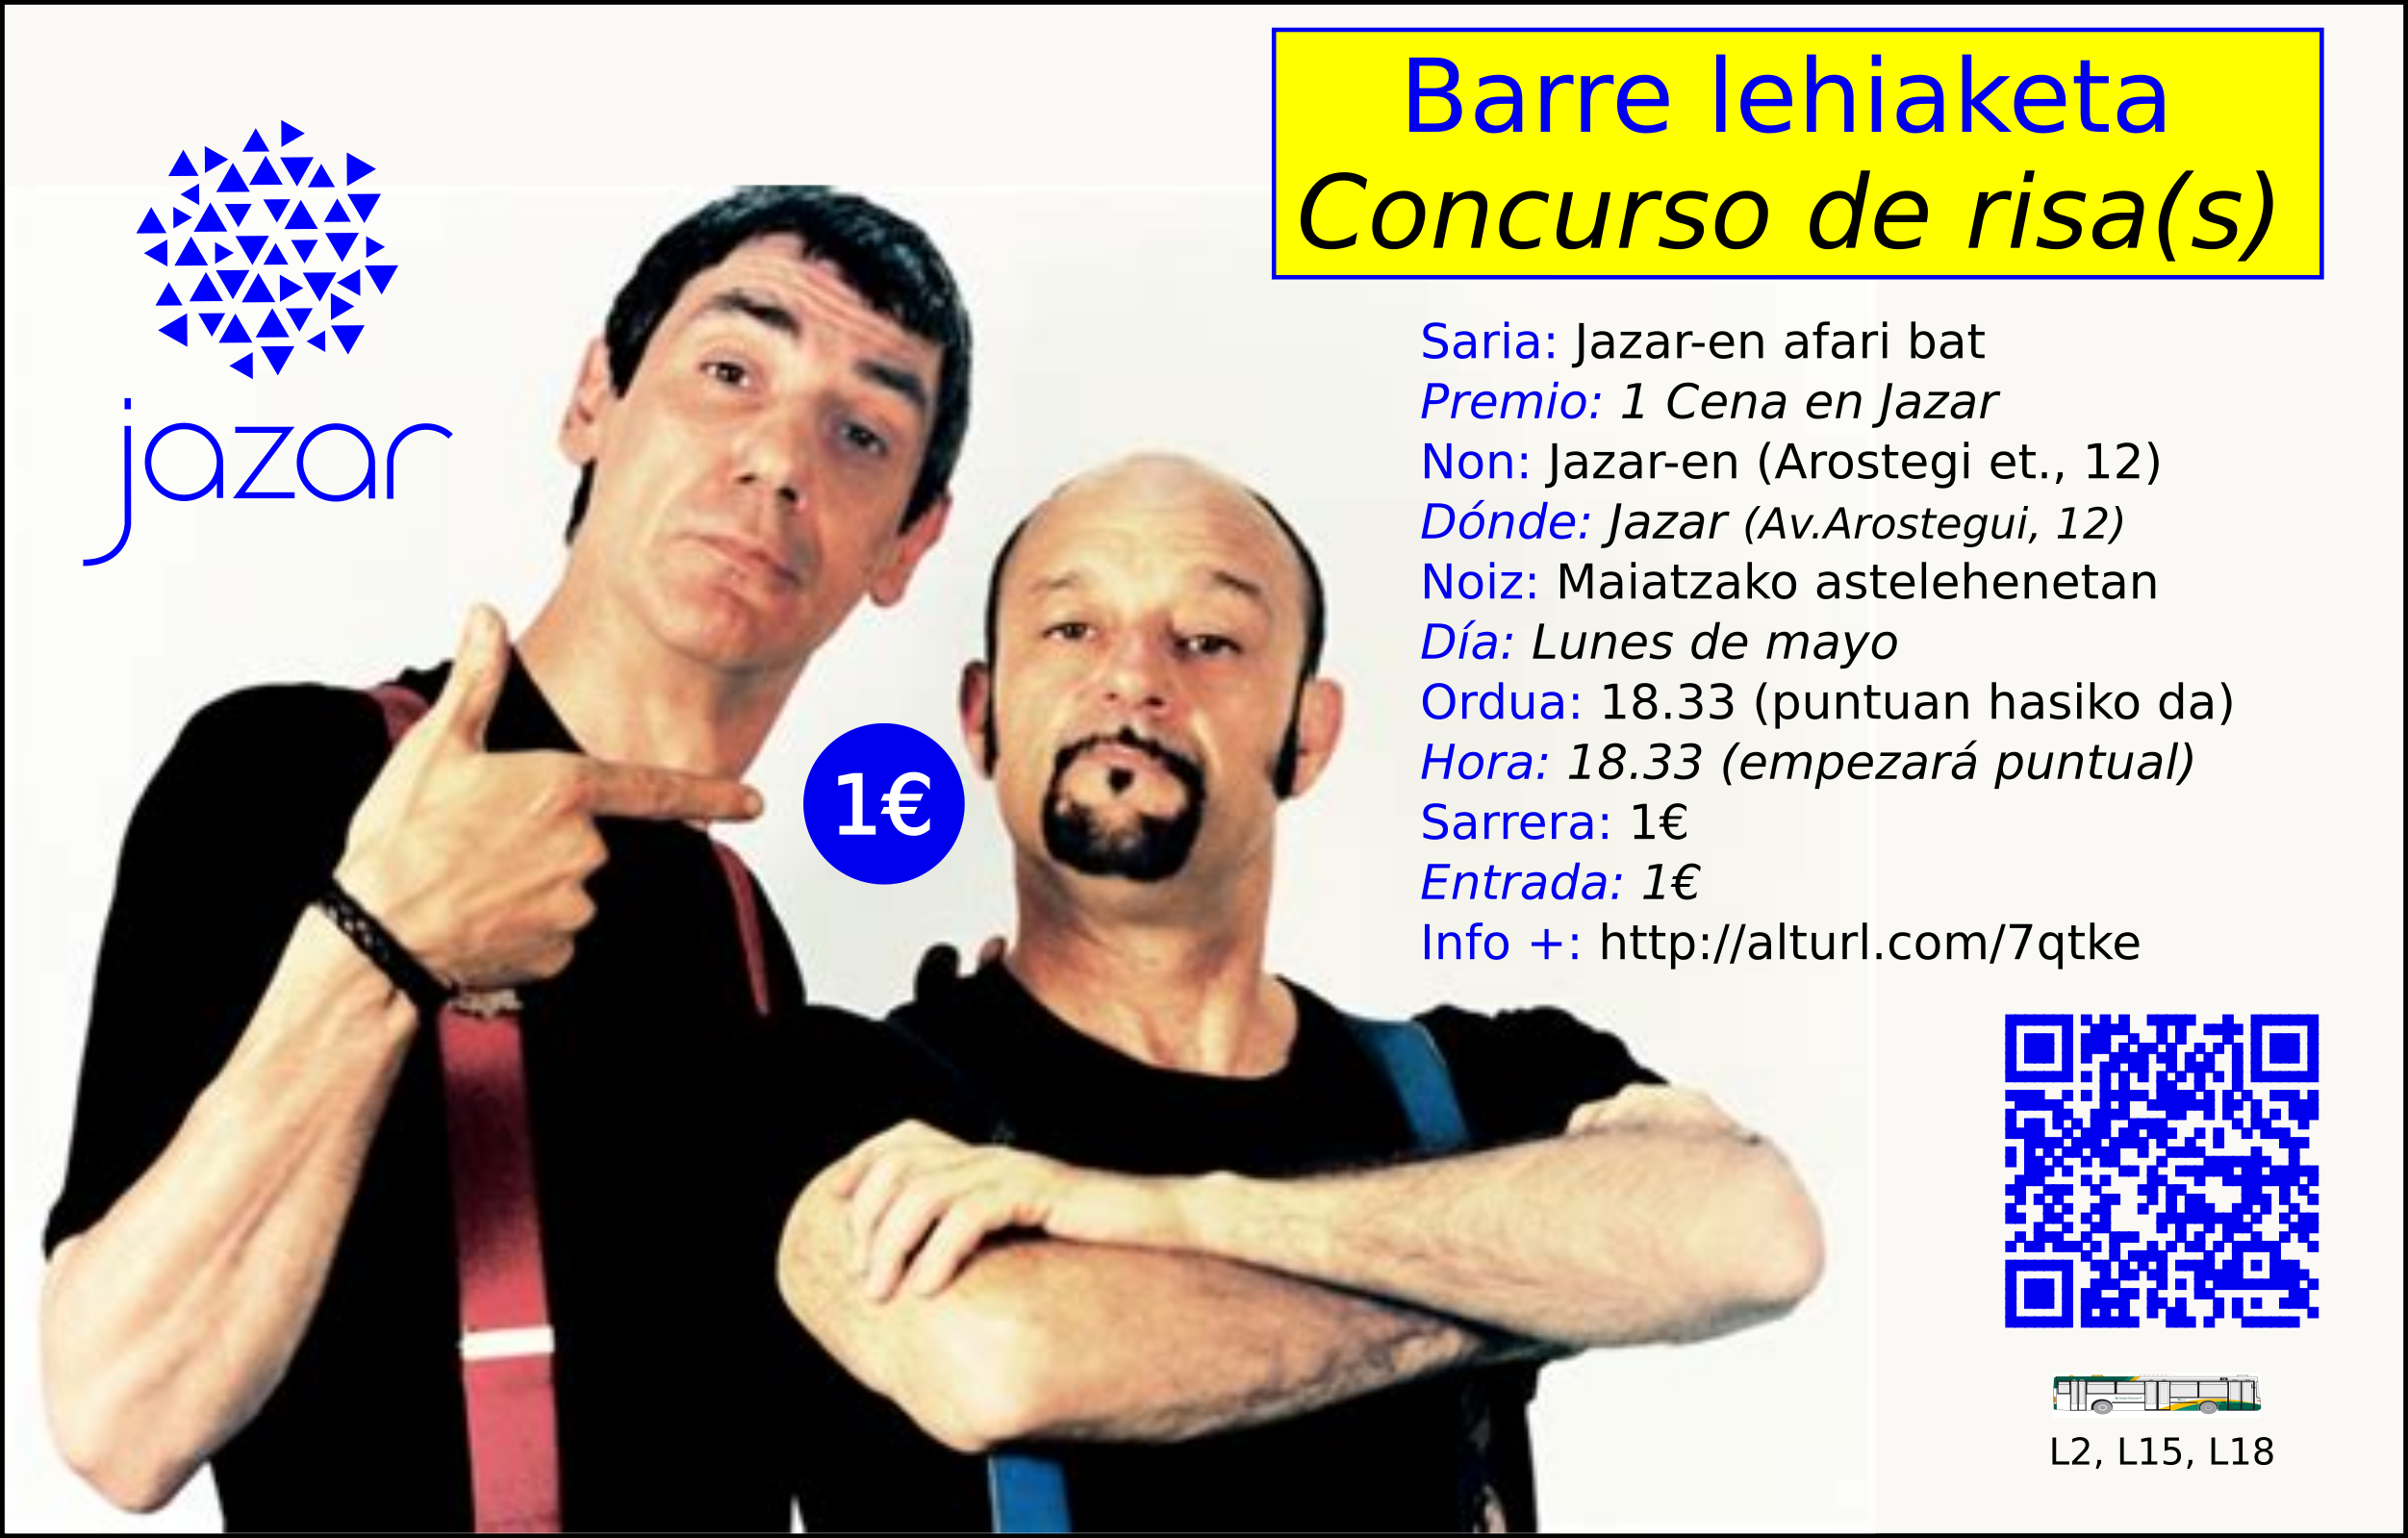 Barre lehiaketa
Concurso de risa(s)
jazar
Saria: Jazar-en afari bat
Premio: 1 Cena en Jazar
Non: Jazar-en (Arostegi et., 12)
Dónde: Jazar (Av.Arostegui, 12)
Noiz: Maiatzako astelehenetan
Día: Lunes de mayo
Ordua: 18.33 (puntuan hasiko da)
Hora: 18.33 (empezará puntual)
Sarrera: 1€
Entrada: 1€
Info +: http://alturl.com/7qtke
1€
L2, L15, L18